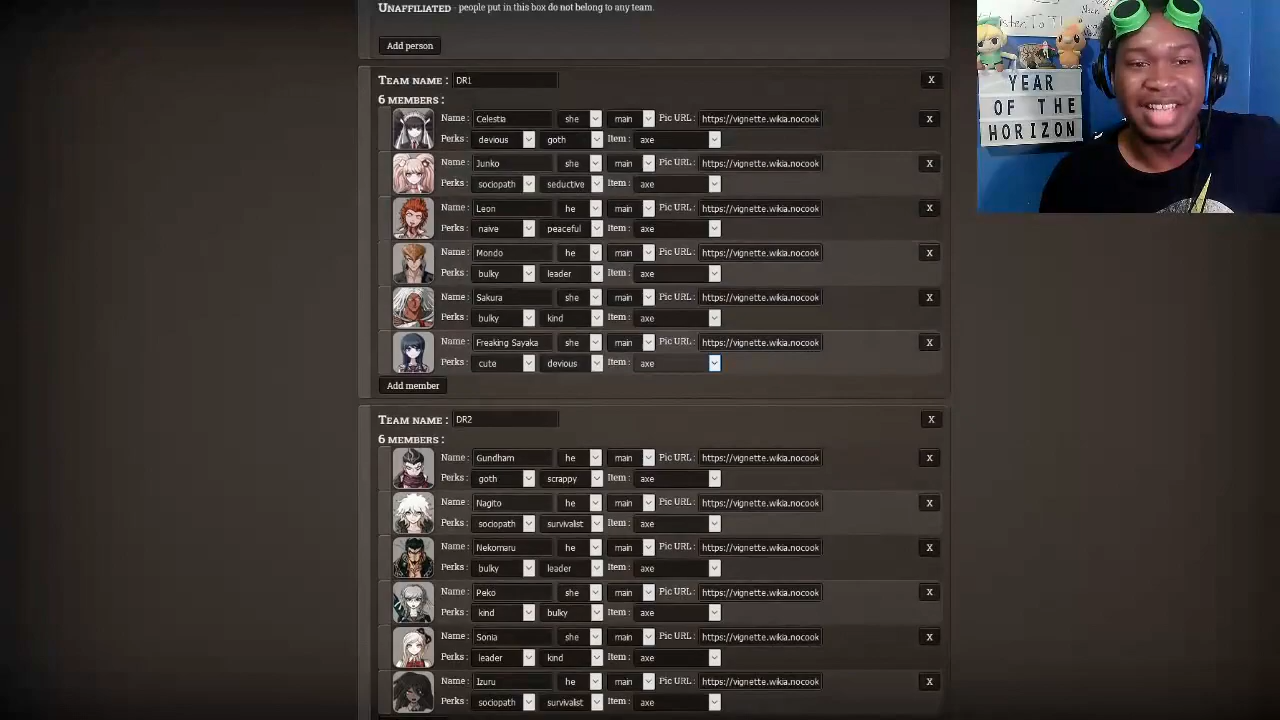 Unaffiliated - people put in this box do not belong to any team.
Add person
Team name : DR1 X
6 members :
Name : Celestia she main Pic URL : https://vignette.wikia.nocook X
Perks : devious goth Item : axe
Name : Junko she main Pic URL : https://vignette.wikia.nocook X
Perks : sociopath seductive Item : axe
Name : Leon he main Pic URL : https://vignette.wikia.nocook X
Perks : naive peaceful Item : axe
Name : Mondo he main Pic URL : https://vignette.wikia.nocook X
Perks : bulky leader Item : axe
Name : Sakura she main Pic URL : https://vignette.wikia.nocook X
Perks : bulky kind Item : axe
Name : Freaking Sayaka she main Pic URL : https://vignette.wikia.nocook X
Perks : cute devious Item : axe
Add member
Team name : DR2 X
6 members :
Name : Gundham he main Pic URL : https://vignette.wikia.nocook X
Perks : goth scrappy Item : axe
Name : Nagito he main Pic URL : https://vignette.wikia.nocook X
Perks : sociopath survivalist Item : axe
Name : Nekomaru he main Pic URL : https://vignette.wikia.nocook X
Perks : bulky leader Item : axe
Name : Peko she main Pic URL : https://vignette.wikia.nocook X
Perks : kind bulky Item : axe
Name : Sonia she main Pic URL : https://vignette.wikia.nocook X
Perks : leader kind Item : axe
Name : Izuru he main Pic URL : https://vignette.wikia.nocook X
Perks : sociopath survivalist Item : axe
YEAR
OF THE
HORIZON